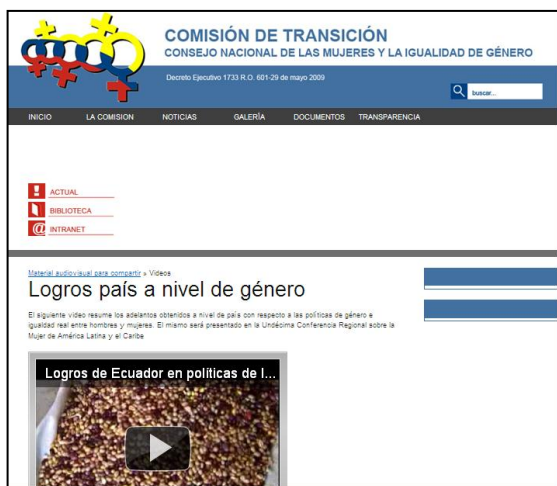 COMISIÓN DE TRANSICIÓN
CONSEJO NACIONAL DE LAS MUJERES Y LA IGUALIDAD DE GÉNERO
Decreto Ejecutivo 1733 R.O. 601-29 de mayo 2009
buscar...
INICIO LA COMISION NOTICIAS GALERÍA DOCUMENTOS TRANSPARENCIA
ACTUAL
BIBLIOTECA
INTRANET
Material audiovisual para compartir » Videos
Logros país a nivel de género
El siguiente video resume los adelantos obtenidos a nivel de país con respecto a las políticas de género e
igualdad real entre hombres y mujeres. El mismo será presentado en la Undécima Conferencia Regional sobre la
Mujer de América Latina y el Caribe
Logros de Ecuador en políticas de I...